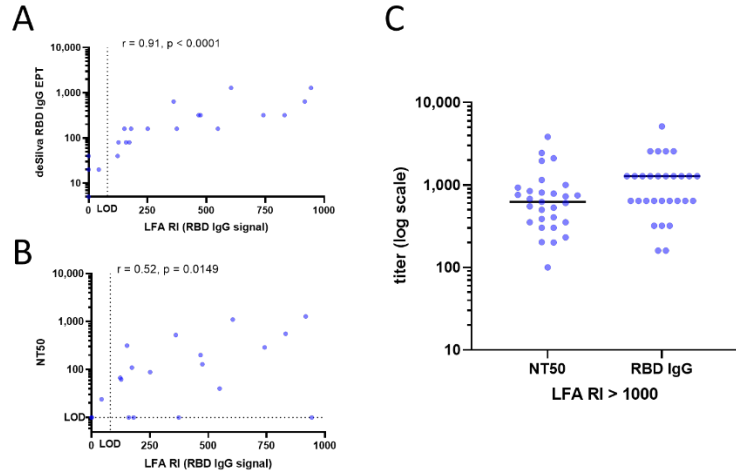 A
r = 0.91, p < 0.0001
deSilva RBD IgG EPT
10,000
1,000
100
10
5
0
LOD
250
500
750
1000
LFA RI (RBD IgG signal)
B
r = 0.52, p = 0.0149
NT50
10,000
1,000
100
LOD
0
LOD
250
500
750
1000
LFA RI (RBD IgG signal)
C
titer (log scale)
10,000
1,000
100
10
NT50
RBD IgG
LFA RI > 1000